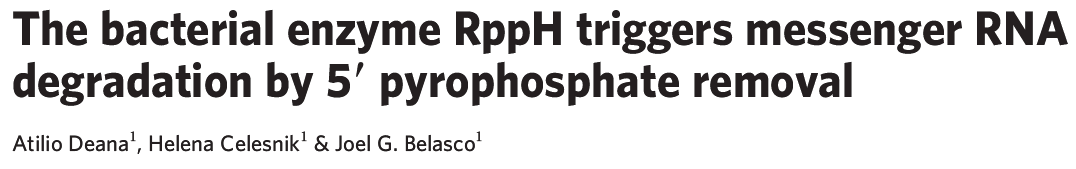 The bacterial enzyme RppH triggers messenger RNA
degradation by 5′ pyrophosphate removal
Atilio Deana¹, Helena Celesnik¹ & Joel G. Belasco¹